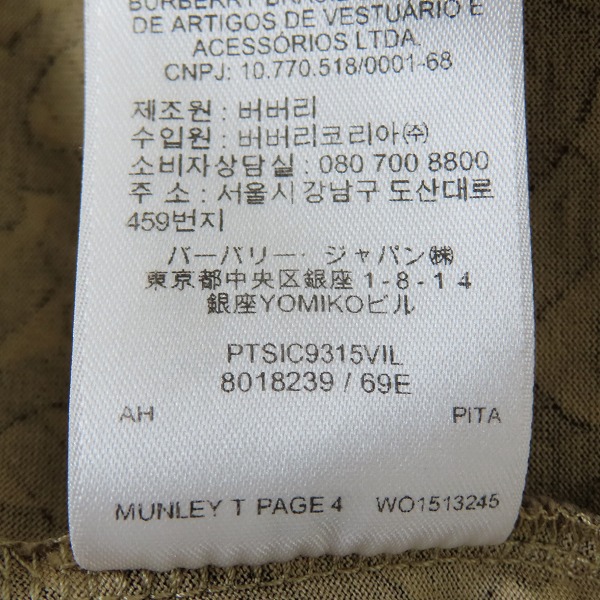 BURBERRY BRASIL
DE ARTIGOS DE VESTUÁRIO E
ACESSÓRIOS LTDA.
CNPJ: 10.770.518/0001-68
제조원 : 버버리
수입원 : 버버리코리아㈜
소비자상담실 : 080 700 8800
주 소 : 서울시 강남구 도산대로
459번지
バーバリー・ジャパン㈱
東京都中央区銀座 1-8-14
銀座YOMIKOビル
PTSIC9315VIL
8018239 / 69E
AH PITA
MUNLEY T PAGE 4 WO1513245